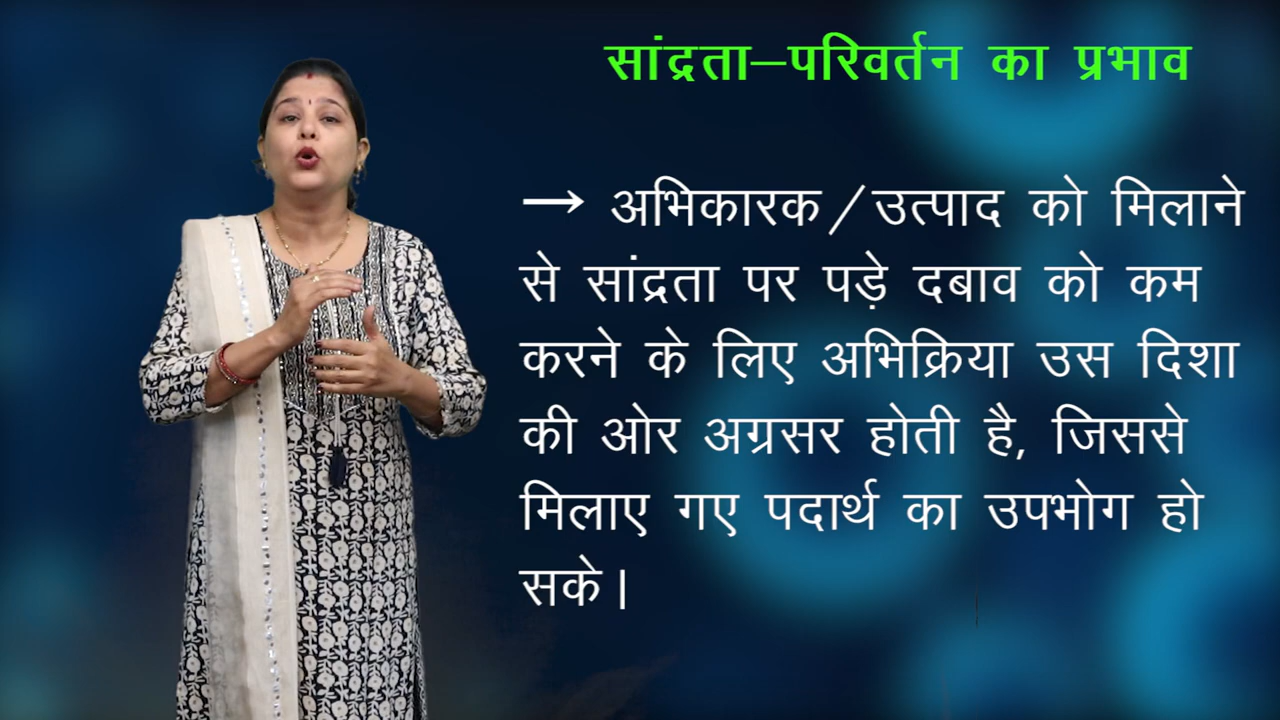 सांद्रता–परिवर्तन का प्रभाव
→ अभिकारक/उत्पाद को मिलाने
से सांद्रता पर पड़े दबाव को कम
करने के लिए अभिक्रिया उस दिशा
की ओर अग्रसर होती है, जिससे
मिलाए गए पदार्थ का उपभोग हो
सके।